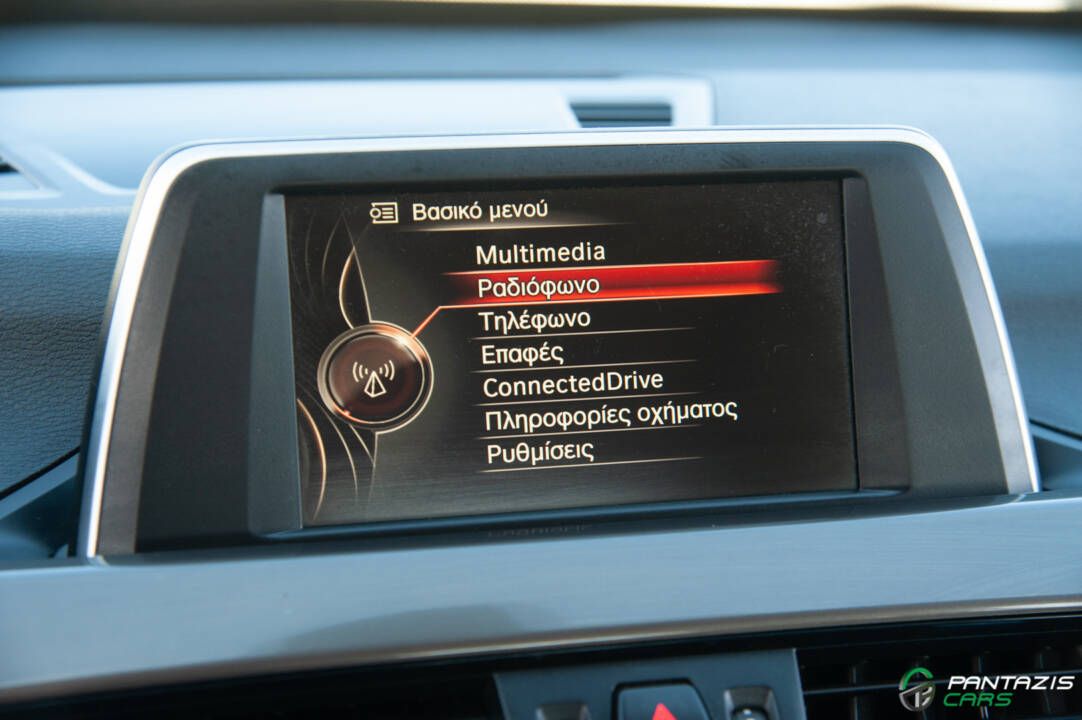 Βασικό μενού
Multimedia
Ραδιόφωνο
Τηλέφωνο
Επαφές
ConnectedDrive
Πληροφορίες οχήματος
Ρυθμίσεις
PANTAZIS
CARS